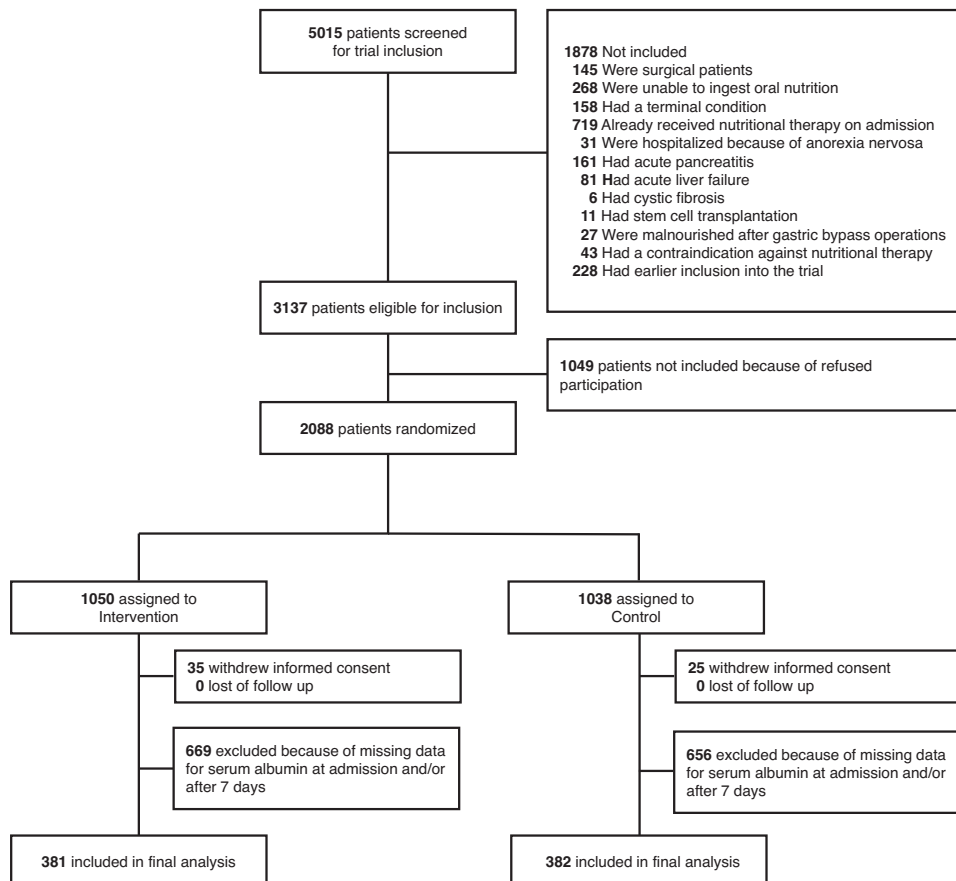 5015 patients screened
for trial inclusion
1878 Not included
145 Were surgical patients
268 Were unable to ingest oral nutrition
158 Had a terminal condition
719 Already received nutritional therapy on admission
31 Were hospitalized because of anorexia nervosa
161 Had acute pancreatitis
81 Had acute liver failure
6 Had cystic fibrosis
11 Had stem cell transplantation
27 Were malnourished after gastric bypass operations
43 Had a contraindication against nutritional therapy
228 Had earlier inclusion into the trial
3137 patients eligible for inclusion
1049 patients not included because of refused
participation
2088 patients randomized
1050 assigned to
Intervention
1038 assigned to
Control
35 withdrew informed consent
0 lost of follow up
25 withdrew informed consent
0 lost of follow up
669 excluded because of missing data
for serum albumin at admission and/or
after 7 days
656 excluded because of missing data
for serum albumin at admission and/or
after 7 days
381 included in final analysis
382 included in final analysis